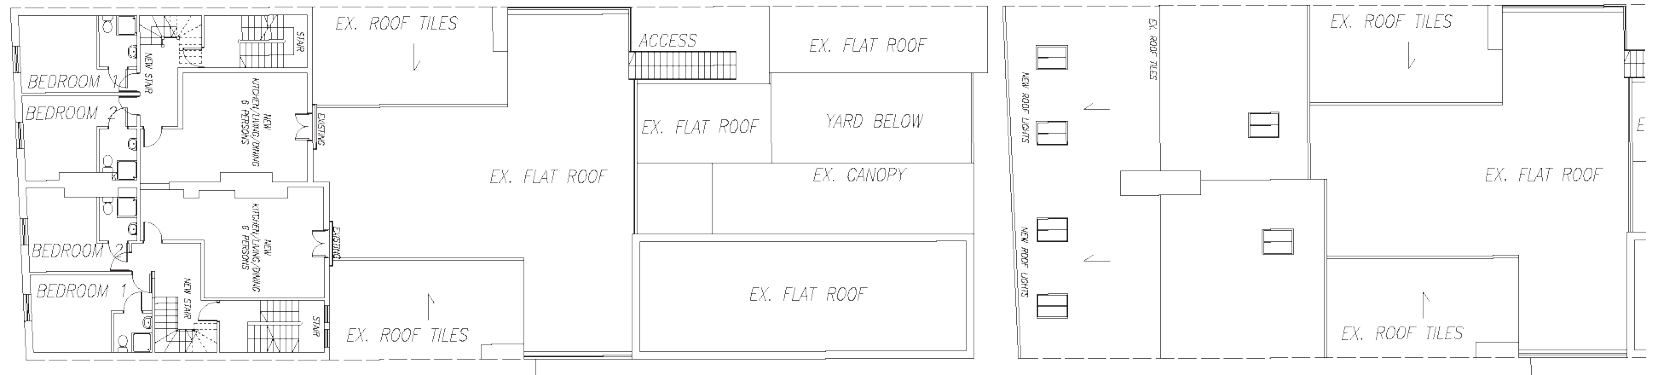 EX. ROOF TILES
ACCESS
EX. FLAT ROOF
STAIR
NEW STAIR
BEDROOM 1
BEDROOM 2
NEW
KITCHEN/LIVING/DINING
6 PERSONS
EXISTING
EX. FLAT ROOF
YARD BELOW
EX. FLAT ROOF
EX. CANOPY
BEDROOM 2
NEW
KITCHEN/LIVING/DINING
6 PERSONS
EXISTING
BEDROOM 1
NEW STAIR
STAIR
EX. FLAT ROOF
EX. ROOF TILES
EX. ROOF TILES
EX. ROOF TILES
NEW ROOF LIGHTS
E
EX. FLAT ROOF
NEW ROOF LIGHTS
EX. ROOF TILES